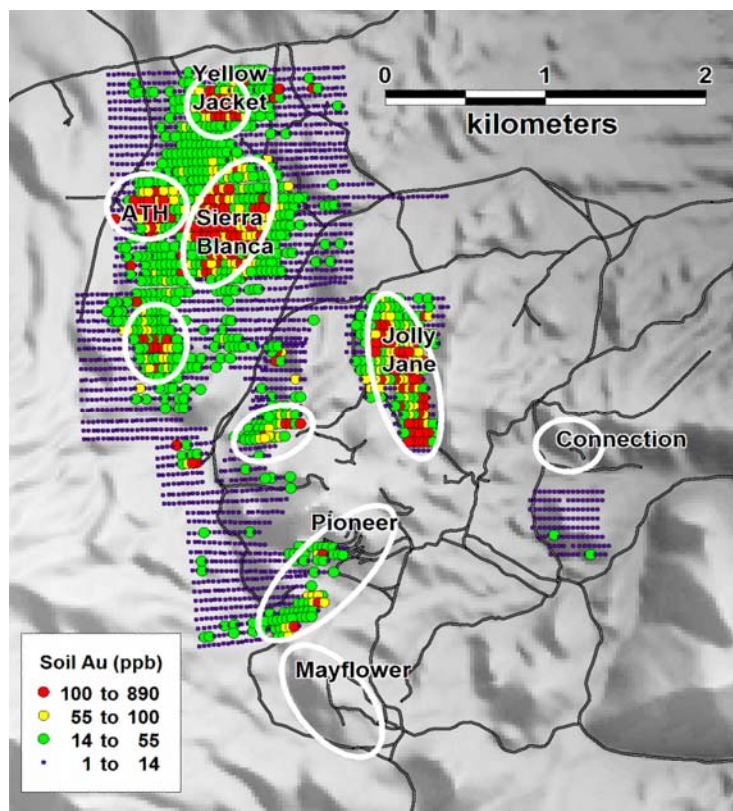 Yellow
Jacket
0 1 2
kilometers
ATH
Sierra
Blanca
Jolly
Jane
Connection
Pioneer
Mayflower
Soil Au (ppb)
100 to 890
55 to 100
14 to 55
1 to 14